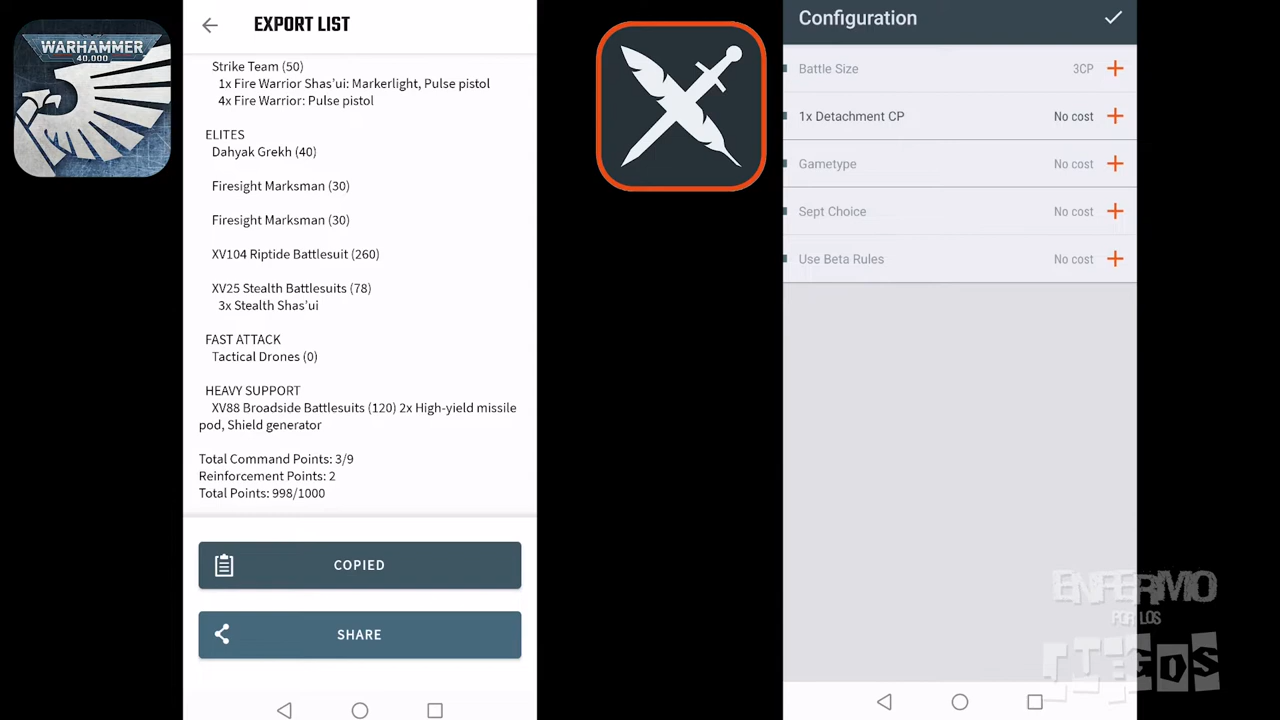 WARHAMMER
40,000
EXPORT LIST
Strike Team (50)
1x Fire Warrior Shas'ui: Markerlight, Pulse pistol
4x Fire Warrior: Pulse pistol
ELITES
Dahyak Grekh (40)
Firesight Marksman (30)
Firesight Marksman (30)
XV104 Riptide Battlesuit (260)
XV25 Stealth Battlesuits (78)
3x Stealth Shas'ui
FAST ATTACK
Tactical Drones (0)
HEAVY SUPPORT
XV88 Broadside Battlesuits (120) 2x High-yield missile
pod, Shield generator
Total Command Points: 3/9
Reinforcement Points: 2
Total Points: 998/1000
COPIED
SHARE
Configuration
Battle Size 3CP
1x Detachment CP No cost
Gametype No cost
Sept Choice No cost
Use Beta Rules No cost
ENFERMO
POR LOS